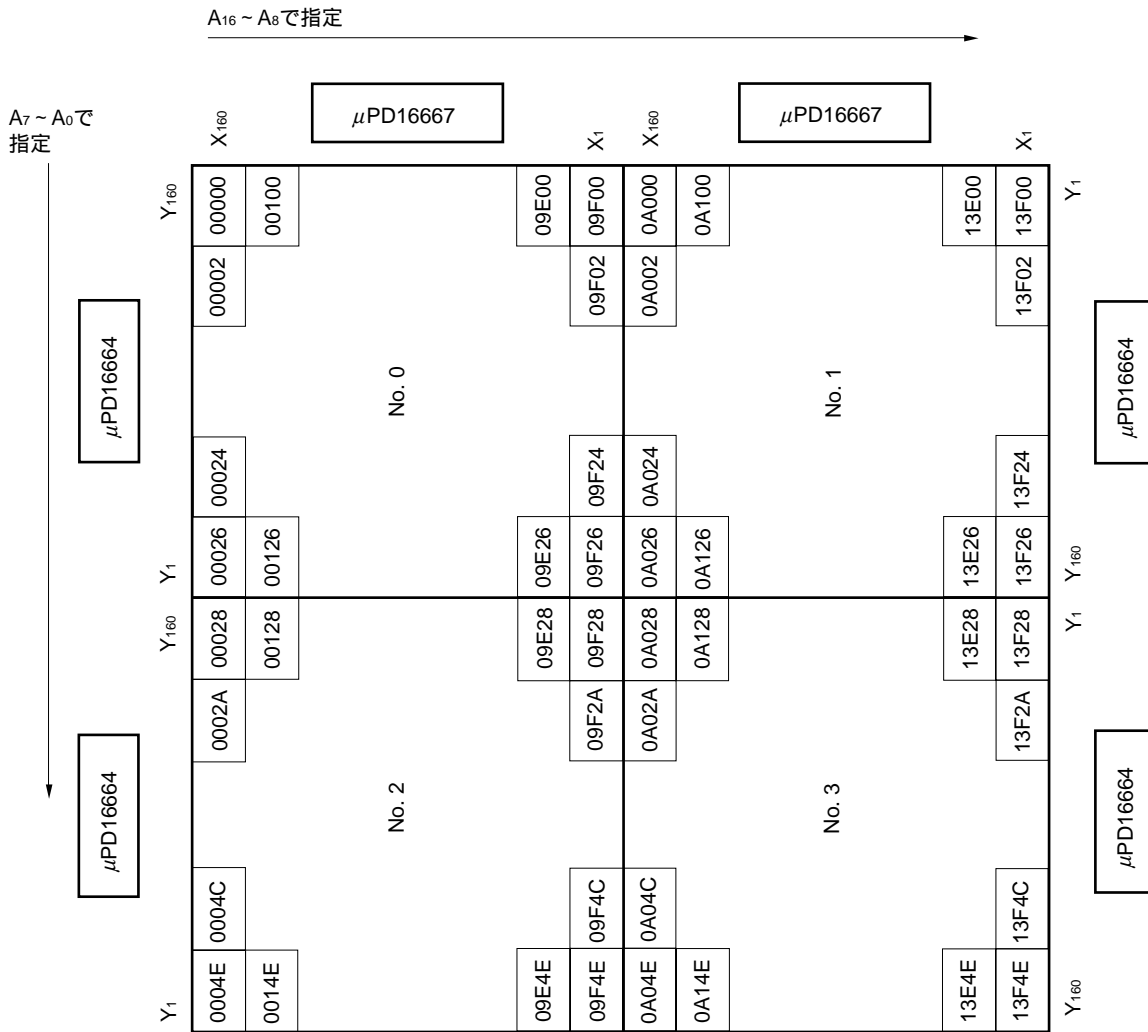 A16 ~ A8で指定
A7 ~ A0で
指定
μPD16667
μPD16667
X160
X1
X160
X1
Y160
00000
00100
09E00
09F00
0A000
0A100
13E00
13F00
Y1
00002
09F02
0A002
13F02
μPD16664
No. 0
No. 1
μPD16664
00024
09F24
0A024
13F24
Y1
00026
00126
09E26
09F26
0A026
0A126
13E26
13F26
Y160
Y160
00028
00128
09E28
09F28
0A028
0A128
13E28
13F28
Y1
0002A
09F2A
0A02A
13F2A
μPD16664
No. 2
No. 3
μPD16664
0004C
09F4C
0A04C
13F4C
Y1
0004E
0014E
09E4E
09F4E
0A04E
0A14E
13E4E
13F4E
Y160